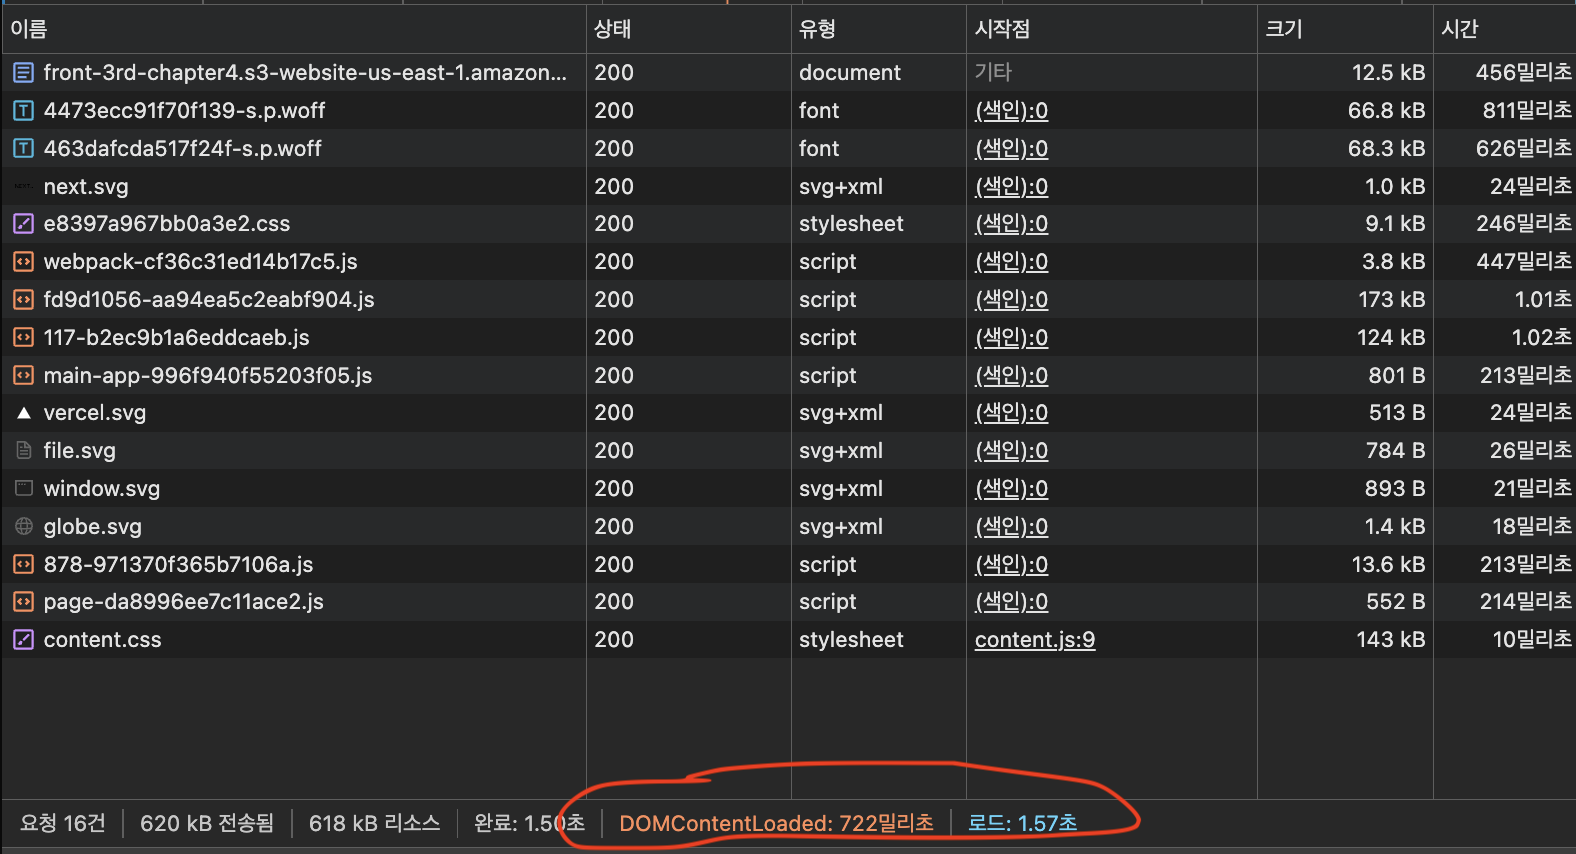 이름 상태 유형 시작점 크기 시간
front-3rd-chapter4.s3-website-us-east-1.amazon... 200 document 기타 12.5 kB 456밀리초
4473ecc91f70f139-s.p.woff 200 font (색인):0 66.8 kB 811밀리초
463dafcda517f24f-s.p.woff 200 font (색인):0 68.3 kB 626밀리초
next.svg 200 svg+xml (색인):0 1.0 kB 24밀리초
e8397a967bb0a3e2.css 200 stylesheet (색인):0 9.1 kB 246밀리초
webpack-cf36c31ed14b17c5.js 200 script (색인):0 3.8 kB 447밀리초
fd9d1056-aa94ea5c2eabf904.js 200 script (색인):0 173 kB 1.01초
117-b2ec9b1a6eddcaeb.js 200 script (색인):0 124 kB 1.02초
main-app-996f940f55203f05.js 200 script (색인):0 801 B 213밀리초
vercel.svg 200 svg+xml (색인):0 513 B 24밀리초
file.svg 200 svg+xml (색인):0 784 B 26밀리초
window.svg 200 svg+xml (색인):0 893 B 21밀리초
globe.svg 200 svg+xml (색인):0 1.4 kB 18밀리초
878-971370f365b7106a.js 200 script (색인):0 13.6 kB 213밀리초
page-da8996ee7c11ace2.js 200 script (색인):0 552 B 214밀리초
content.css 200 stylesheet content.js:9 143 kB 10밀리초
요청 16건 620 kB 전송됨 618 kB 리소스 완료: 1.50초 DOMContentLoaded: 722밀리초 로드: 1.57초